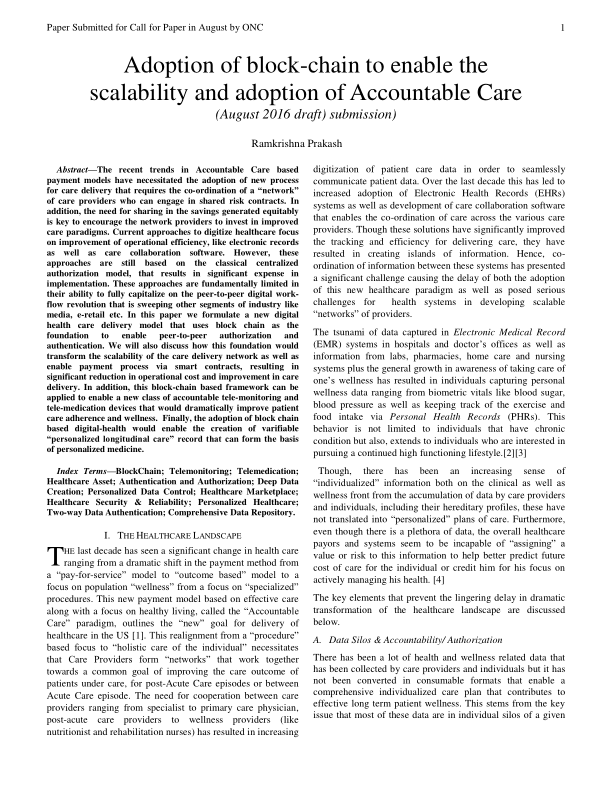 Paper Submitted for Call for Paper in August by ONC 1
Adoption of block-chain to enable the
scalability and adoption of Accountable Care
(August 2016 draft) submission)
Ramkrishna Prakash
Abstract—The recent trends in Accountable Care based
payment models have necessitated the adoption of new process
for care delivery that requires the co-ordination of a “network”
of care providers who can engage in shared risk contracts. In
addition, the need for sharing in the savings generated equitably
is key to encourage the network providers to invest in improved
care paradigms. Current approaches to digitize healthcare focus
on improvement of operational efficiency, like electronic records
as well as care collaboration software. However, these
approaches are still based on the classical centralized
authorization model, that results in significant expense in
implementation. These approaches are fundamentally limited in
their ability to fully capitalize on the peer-to-peer digital work-
flow revolution that is sweeping other segments of industry like
media, e-retail etc. In this paper we formulate a new digital
health care delivery model that uses block chain as the
foundation to enable peer-to-peer authorization and
authentication. We will also discuss how this foundation would
transform the scalability of the care delivery network as well as
enable payment process via smart contracts, resulting in
significant reduction in operational cost and improvement in care
delivery. In addition, this block-chain based framework can be
applied to enable a new class of accountable tele-monitoring and
tele-medication devices that would dramatically improve patient
care adherence and wellness. Finally, the adoption of block chain
based digital-health would enable the creation of varifiable
“personalized longitudinal care” record that can form the basis
of personalized medicine.
Index Terms—BlockChain; Telemonitoring; Telemedication;
Healthcare Asset; Authentication and Authorization; Deep Data
Creation; Personalized Data Control; Healthcare Marketplace;
Healthcare Security & Reliability; Personalized Healthcare;
Two-way Data Authentication; Comprehensive Data Repository.
I. THE HEALTHCARE LANDSCAPE
THE last decade has seen a significant change in health care
ranging from a dramatic shift in the payment method from
a “pay-for-service” model to “outcome based” model to a
focus on population “wellness” from a focus on “specialized”
procedures. This new payment model based on effective care
along with a focus on healthy living, called the “Accountable
Care” paradigm, outlines the “new” goal for delivery of
healthcare in the US [1]. This realignment from a “procedure”
based focus to “holistic care of the individual” necessitates
that Care Providers form “networks” that work together
towards a common goal of improving the care outcome of
patients under care, for post-Acute Care episodes or between
Acute Care episode. The need for cooperation between care
providers ranging from specialist to primary care physician,
post-acute care providers to wellness providers (like
nutritionist and rehabilitation nurses) has resulted in increasing
digitization of patient care data in order to seamlessly
communicate patient data. Over the last decade this has led to
increased adoption of Electronic Health Records (EHRs)
systems as well as development of care collaboration software
that enables the co-ordination of care across the various care
providers. Though these solutions have significantly improved
the tracking and efficiency for delivering care, they have
resulted in creating islands of information. Hence, co-
ordination of information between these systems has presented
a significant challenge causing the delay of both the adoption
of this new healthcare paradigm as well as posed serious
challenges for health systems in developing scalable
“networks” of providers.
The tsunami of data captured in Electronic Medical Record
(EMR) systems in hospitals and doctor’s offices as well as
information from labs, pharmacies, home care and nursing
systems plus the general growth in awareness of taking care of
one’s wellness has resulted in individuals capturing personal
wellness data ranging from biometric vitals like blood sugar,
blood pressure as well as keeping track of the exercise and
food intake via Personal Health Records (PHRs). This
behavior is not limited to individuals that have chronic
condition but also, extends to individuals who are interested in
pursuing a continued high functioning lifestyle.[2][3]
Though, there has been an increasing sense of
“individualized” information both on the clinical as well as
wellness front from the accumulation of data by care providers
and individuals, including their hereditary profiles, these have
not translated into “personalized” plans of care. Furthermore,
even though there is a plethora of data, the overall healthcare
payors and systems seem to be incapable of “assigning” a
value or risk to this information to help better predict future
cost of care for the individual or credit him for his focus on
actively managing his health. [4]
The key elements that prevent the lingering delay in dramatic
transformation of the healthcare landscape are discussed
below.
A. Data Silos & Accountability/ Authorization
There has been a lot of health and wellness related data that
has been collected by care providers and individuals but it has
not been converted in consumable formats that enable a
comprehensive individualized care plan that contributes to
effective long term patient wellness. This stems from the key
issue that most of these data are in individual silos of a given